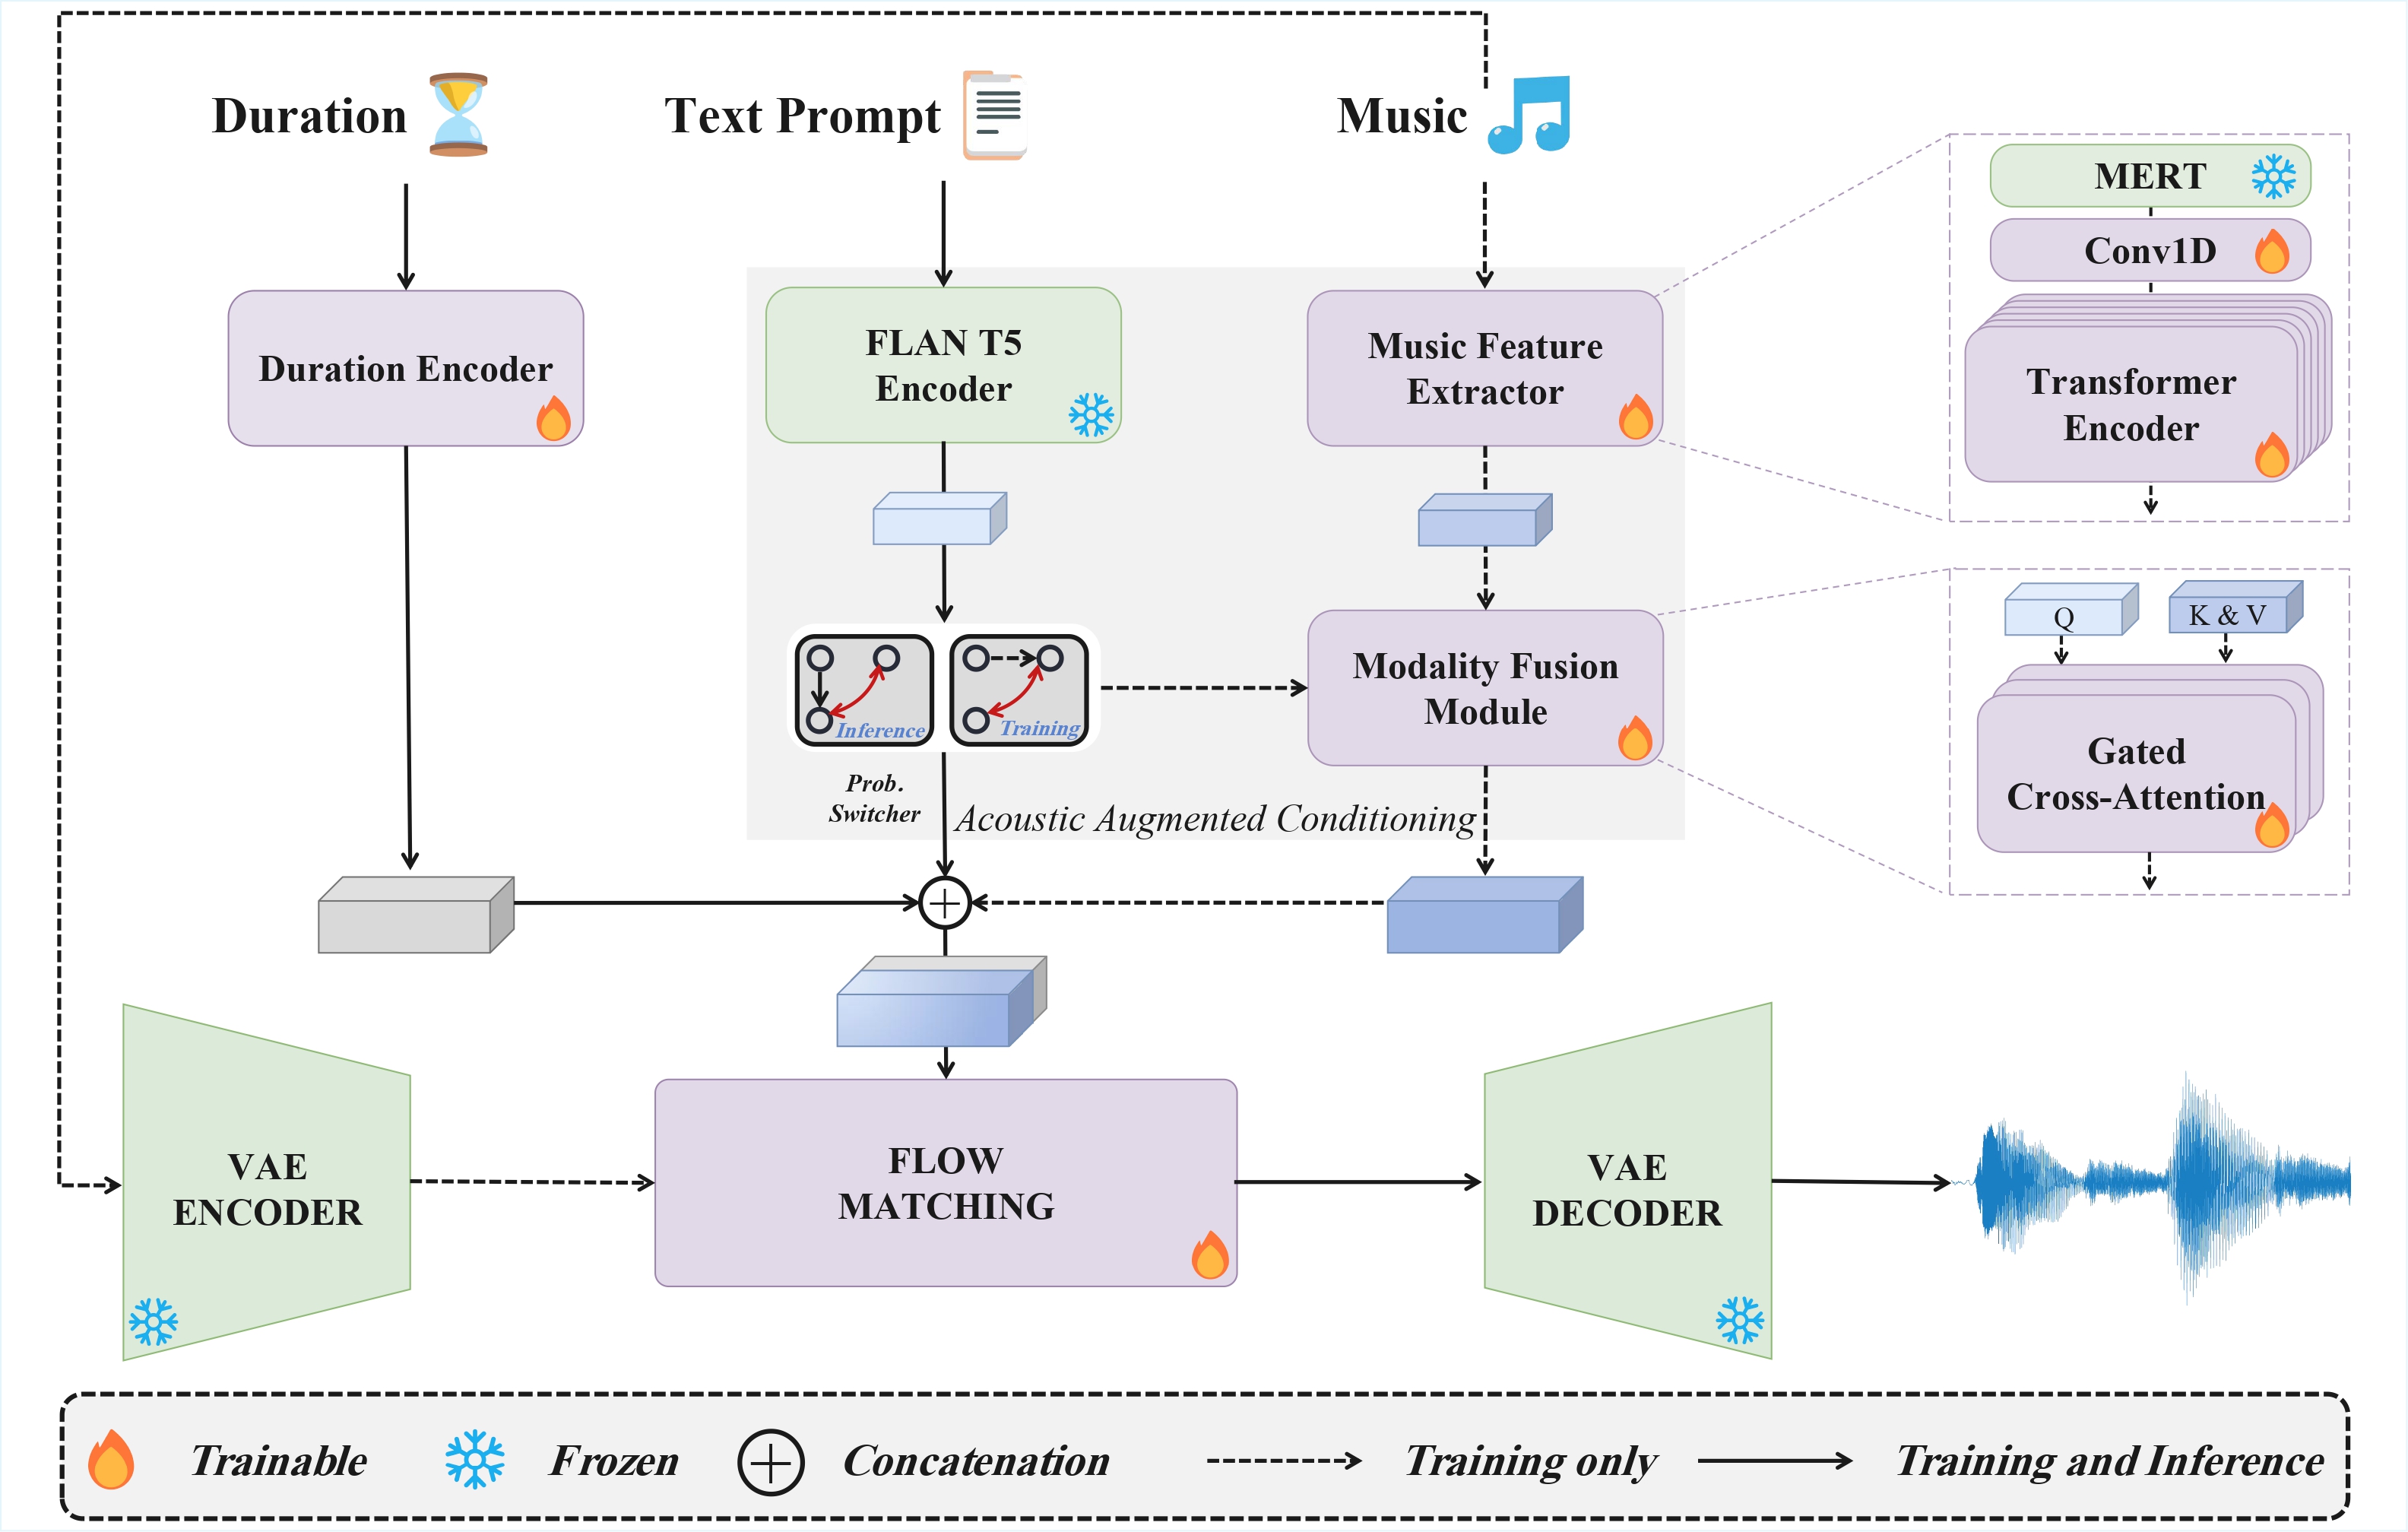 Duration
Text Prompt
Music
MERT
Conv1D
Transformer
Encoder
Duration Encoder
FLAN T5
Encoder
Music Feature
Extractor
Q
K & V
Gated
Cross-Attention
Inference
Training
Modality Fusion
Module
Prob.
Switcher
Acoustic Augmented Conditioning
VAE
ENCODER
FLOW
MATCHING
VAE
DECODER
Trainable
Frozen
Concatenation
Training only
Training and Inference